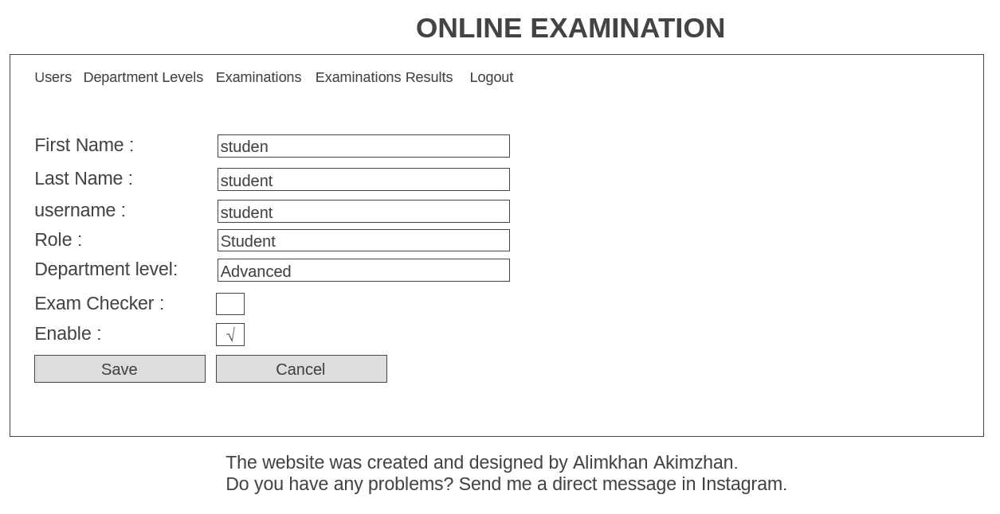 ONLINE EXAMINATION
Users Department Levels Examinations Examinations Results Logout
First Name : studen
Last Name : student
username : student
Role : Student
Department level: Advanced
Exam Checker :
Enable : √
Save Cancel
The website was created and designed by Alimkhan Akimzhan.
Do you have any problems? Send me a direct message in Instagram.